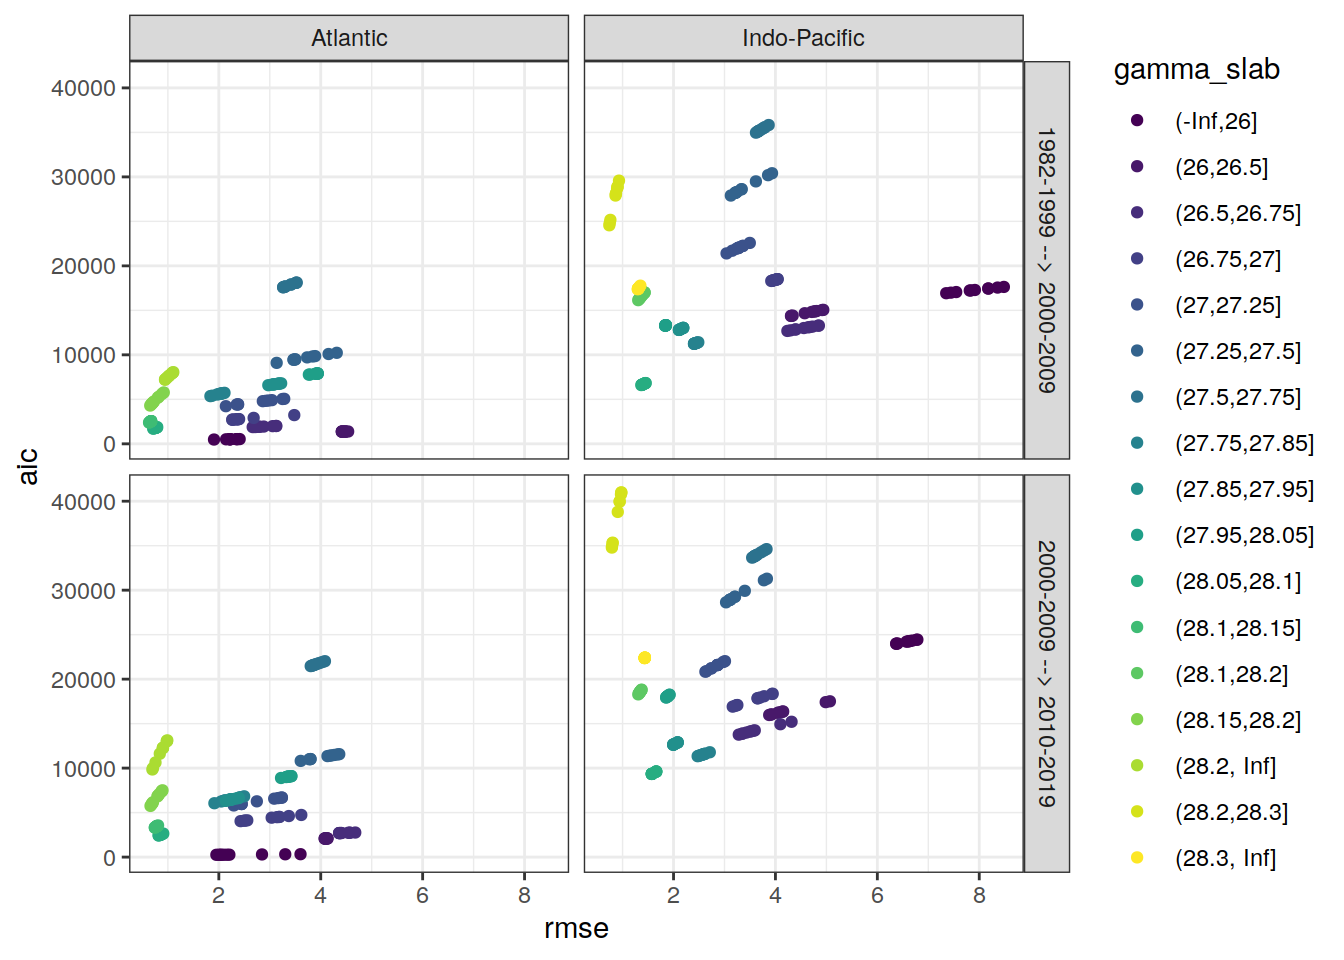 Atlantic
Indo-Pacific
40000
30000
20000
10000
0
1982-1999 --> 2000-2009
40000
30000
20000
10000
0
2000-2009 --> 2010-2019
2 4 6 8
2 4 6 8
rmse
aic
gamma_slab
(-Inf,26]
(26,26.5]
(26.5,26.75]
(26.75,27]
(27,27.25]
(27.25,27.5]
(27.5,27.75]
(27.75,27.85]
(27.85,27.95]
(27.95,28.05]
(28.05,28.1]
(28.1,28.15]
(28.1,28.2]
(28.15,28.2]
(28.2, Inf]
(28.2,28.3]
(28.3, Inf]